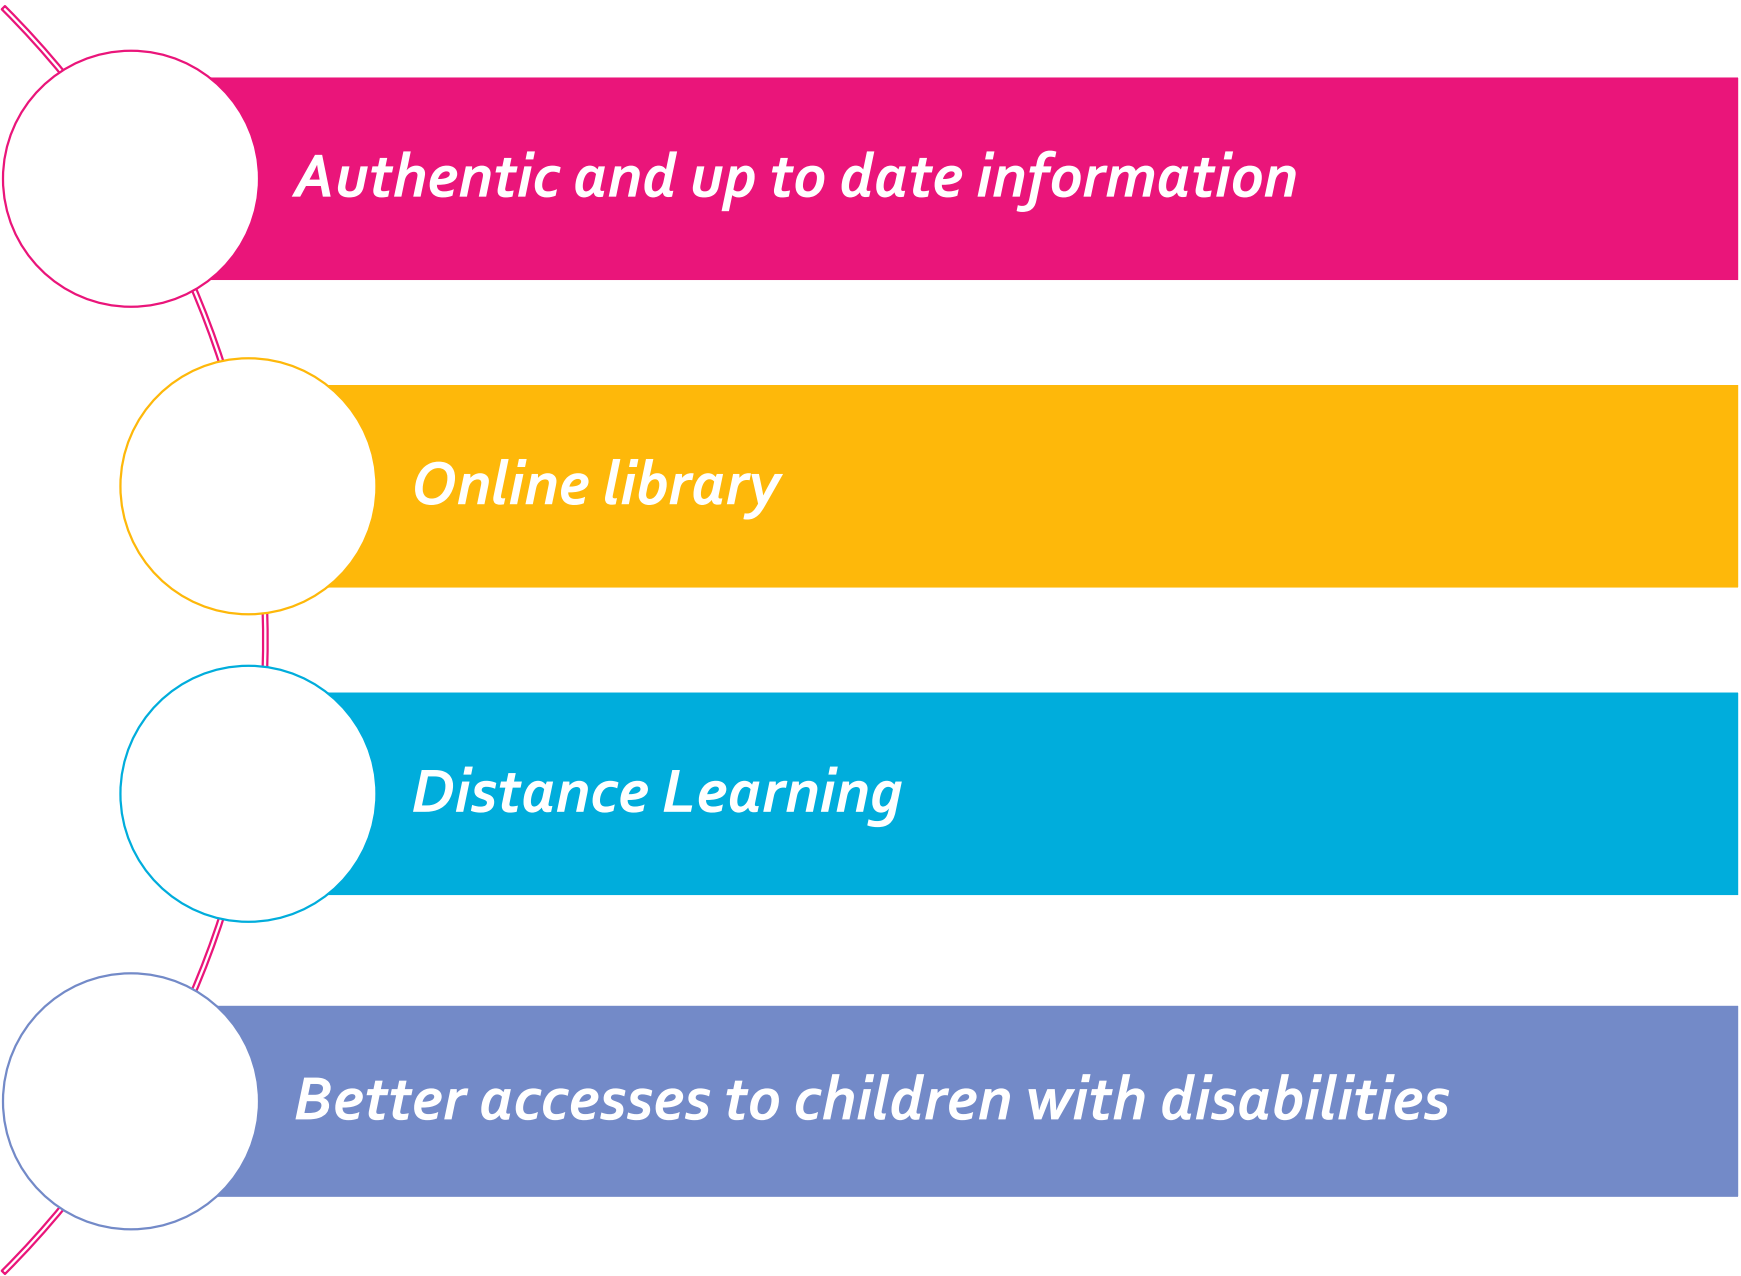 Authentic and up to date information
Online library
Distance Learning
Better accesses to children with disabilities